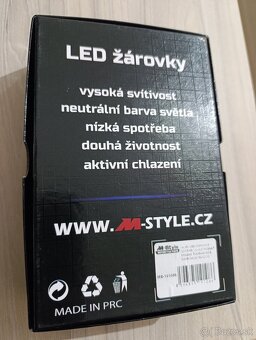 LED žárovky
vysoká svítivost
neutrální barva světla
nízká spotřeba
douhá životnost
aktivní chlazení
WWW.M-STYLE.CZ
M-Style
MADE IN PRC